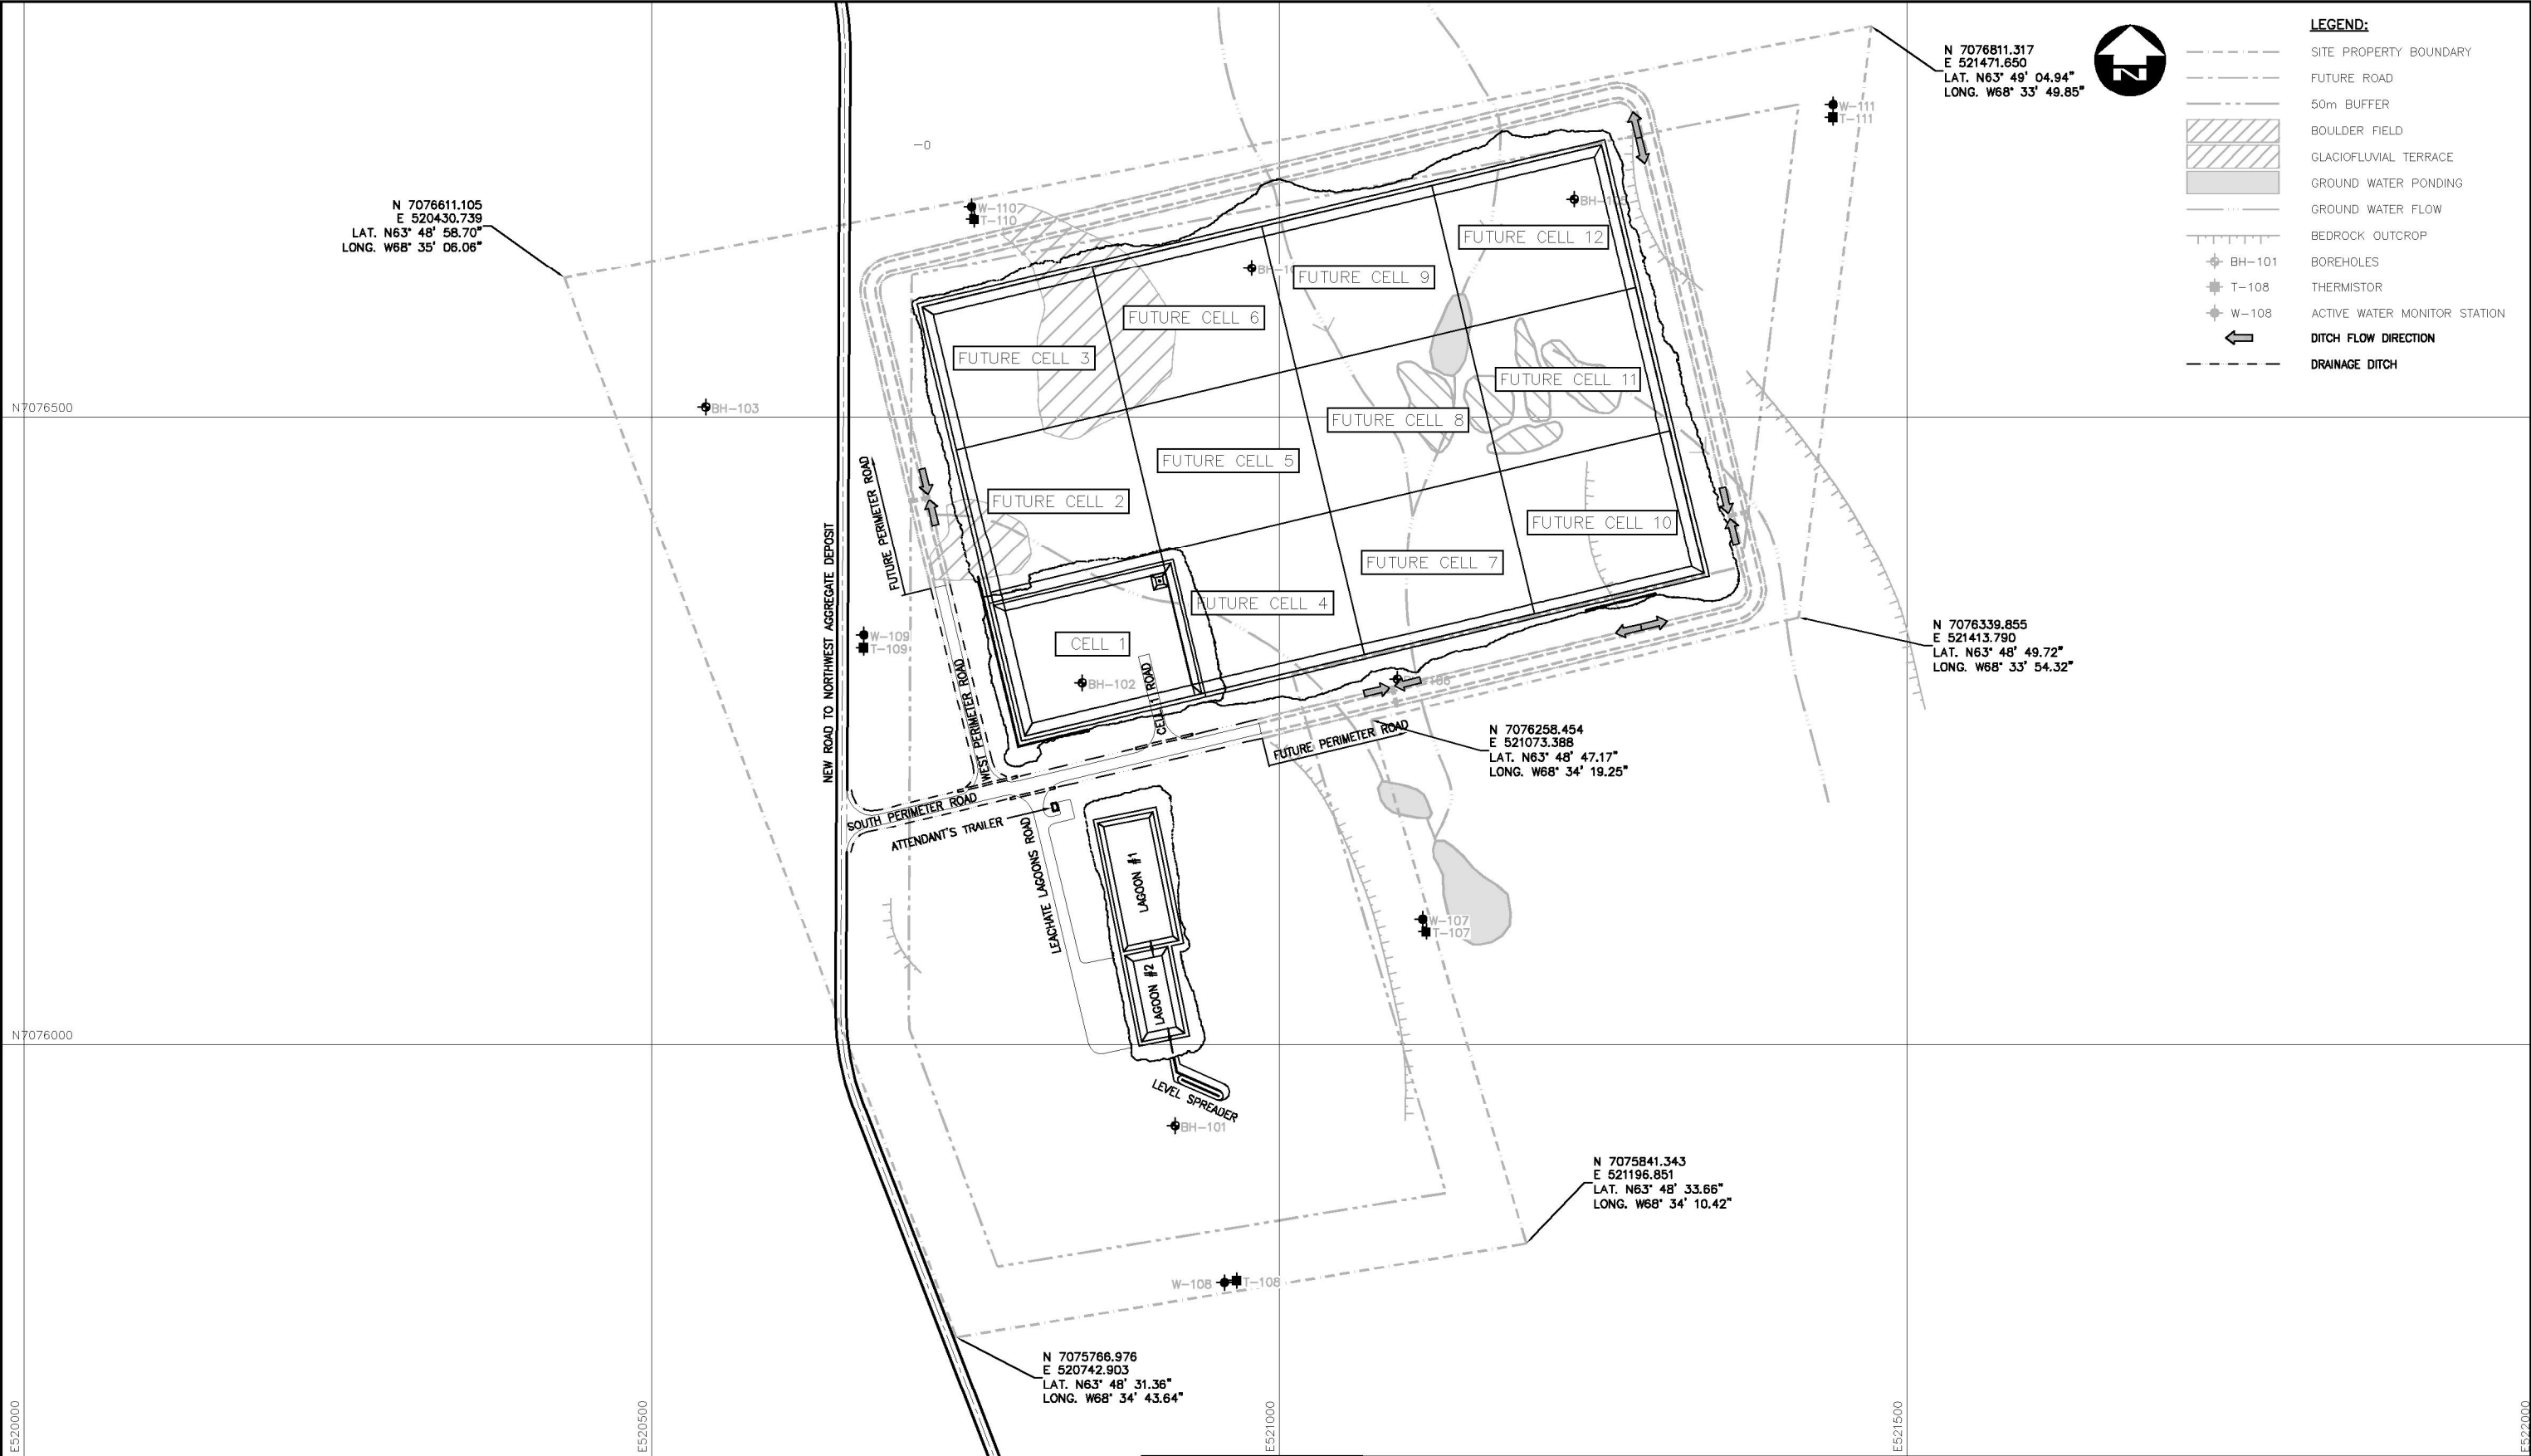 N 7076811.317
E 521471.650
LAT. N63° 49' 04.94"
LONG. W68° 33' 49.85"
N
LEGEND:
SITE PROPERTY BOUNDARY
FUTURE ROAD
50m BUFFER
BOULDER FIELD
GLACIOFLUVIAL TERRACE
GROUND WATER PONDING
GROUND WATER FLOW
BEDROCK OUTCROP
BH-101 BOREHOLES
T-108 THERMISTOR
W-108 ACTIVE WATER MONITOR STATION
DITCH FLOW DIRECTION
DRAINAGE DITCH
W-111
T-111
-0
N 7076611.105
E 520430.739
LAT. N63° 48' 58.70"
LONG. W68° 35' 06.06"
W-110
T-110
FUTURE CELL 12
FUTURE CELL 9
FUTURE CELL 6
FUTURE CELL 3
FUTURE CELL 11
N7076500
BH-103
FUTURE CELL 8
FUTURE CELL 5
FUTURE CELL 2
FUTURE CELL 10
FUTURE PERIMETER ROAD
NEW ROAD TO NORTHWEST AGGREGATE DEPOSIT
FUTURE CELL 7
FUTURE CELL 4
W-109
T-109
CELL 1
BH-102
CELL 1 ROAD
WEST PERIMETER ROAD
N 7076339.855
E 521413.790
LAT. N63° 48' 49.72"
LONG. W68° 33' 54.32"
FUTURE PERIMETER ROAD
N 7076258.454
E 521073.388
LAT. N63° 48' 47.17"
LONG. W68° 34' 19.25"
SOUTH PERIMETER ROAD
ATTENDANT'S TRAILER
LEACHATE LAGOONS ROAD
LAGOON #1
W-107
T-107
LAGOON #2
N7076000
LEVEL SPREADER
BH-101
N 7075841.343
E 521196.851
LAT. N63° 48' 33.66"
LONG. W68° 34' 10.42"
W-108
T-108
N 7075766.976
E 520742.903
LAT. N63° 48' 31.36"
LONG. W68° 34' 43.64"
E520000
E520500
E521000
E521500
E522000